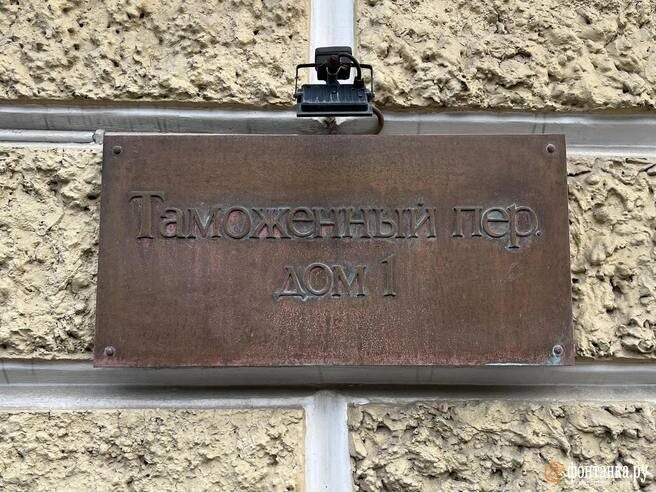 Таможенный пер.
дом 1
фонтанка.ру